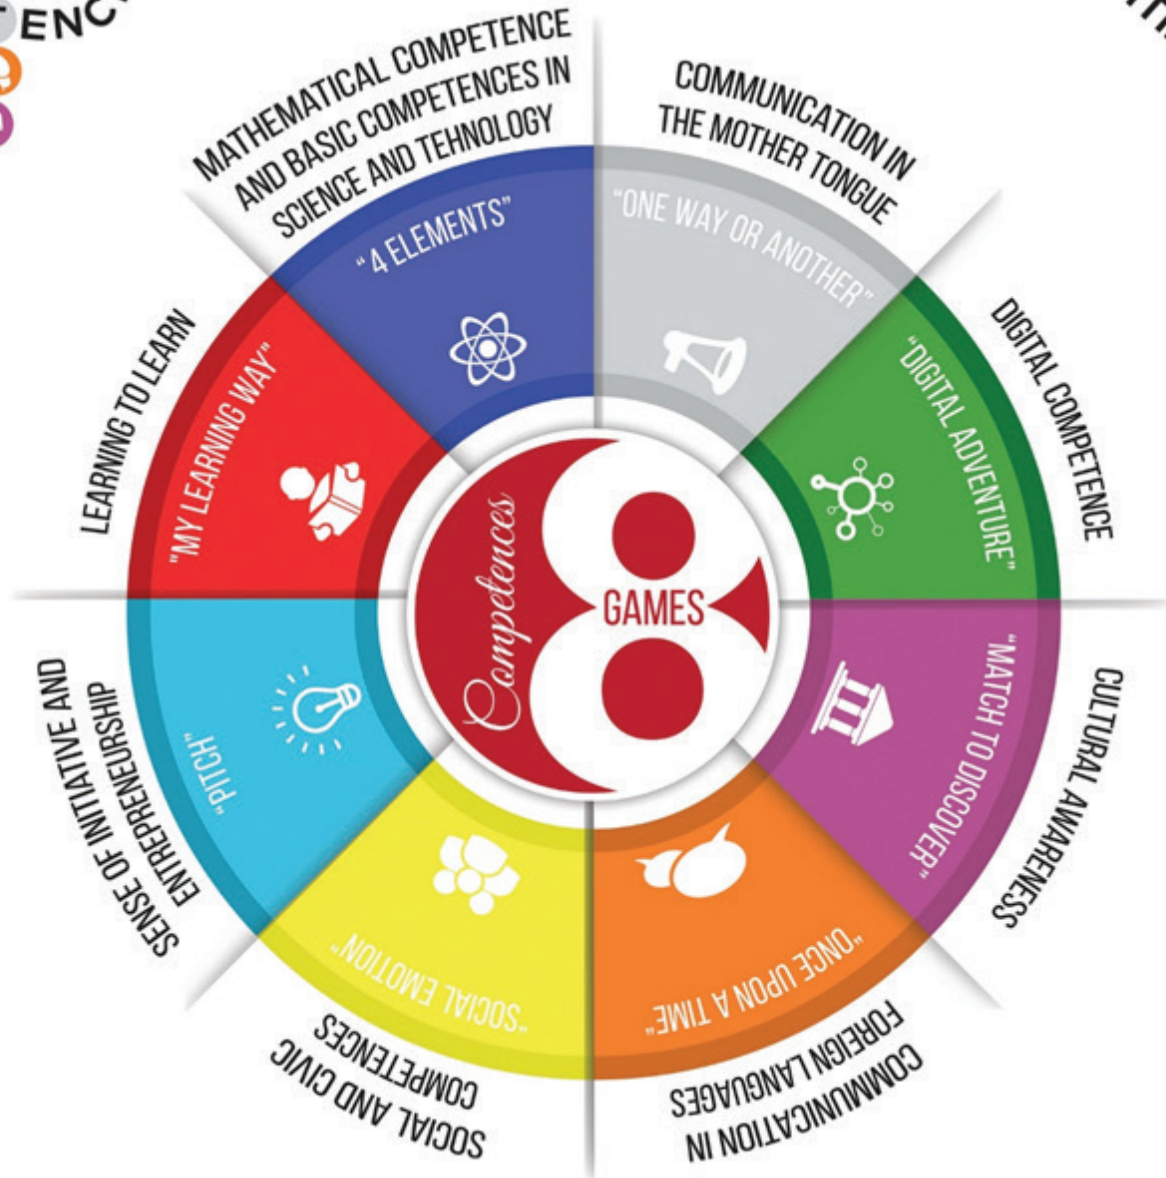 MATHEMATICAL COMPETENCE
AND BASIC COMPETENCES IN
SCIENCE AND TEHNOLOGY
"4 ELEMENTS"
COMMUNICATION IN
THE MOTHER TONGUE
"ONE WAY OR ANOTHER"
DIGITAL COMPETENCE
"DIGITAL ADVENTURE"
CULTURAL AWARENESS
"MATCH TO DISCOVER"
COMMUNICATION IN
FOREIGN LANGUAGES
"ONCE UPON A TIME"
SOCIAL AND CIVIC
COMPETENCES
"SOCIAL EMOTION"
SENSE OF INITIATIVE AND
ENTREPRENEURSHIP
"PITCH"
LEARNING TO LEARN
"MY LEARNING WAY"
Competences
8
GAMES